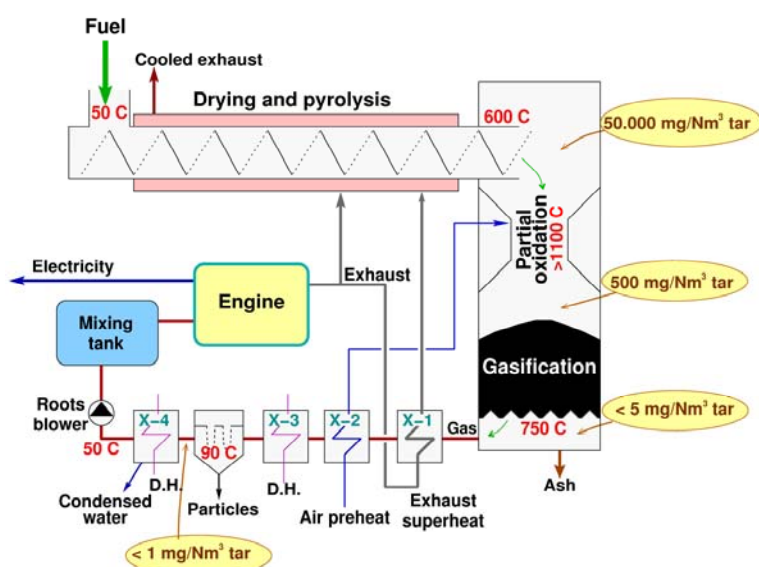 Fuel
Cooled exhaust
50 C
Drying and pyrolysis
600 C
50.000 mg/Nm³ tar
Partial
oxidation
>1100 C
Electricity
Engine
Exhaust
500 mg/Nm³ tar
Mixing
tank
Gasification
Roots
blower
50 C
X-4
90 C
X-3
X-2
X-1
Gas
750 C
< 5 mg/Nm³ tar
Condensed
water
D.H.
Particles
D.H.
Air preheat
Exhaust
superheat
Ash
< 1 mg/Nm³ tar